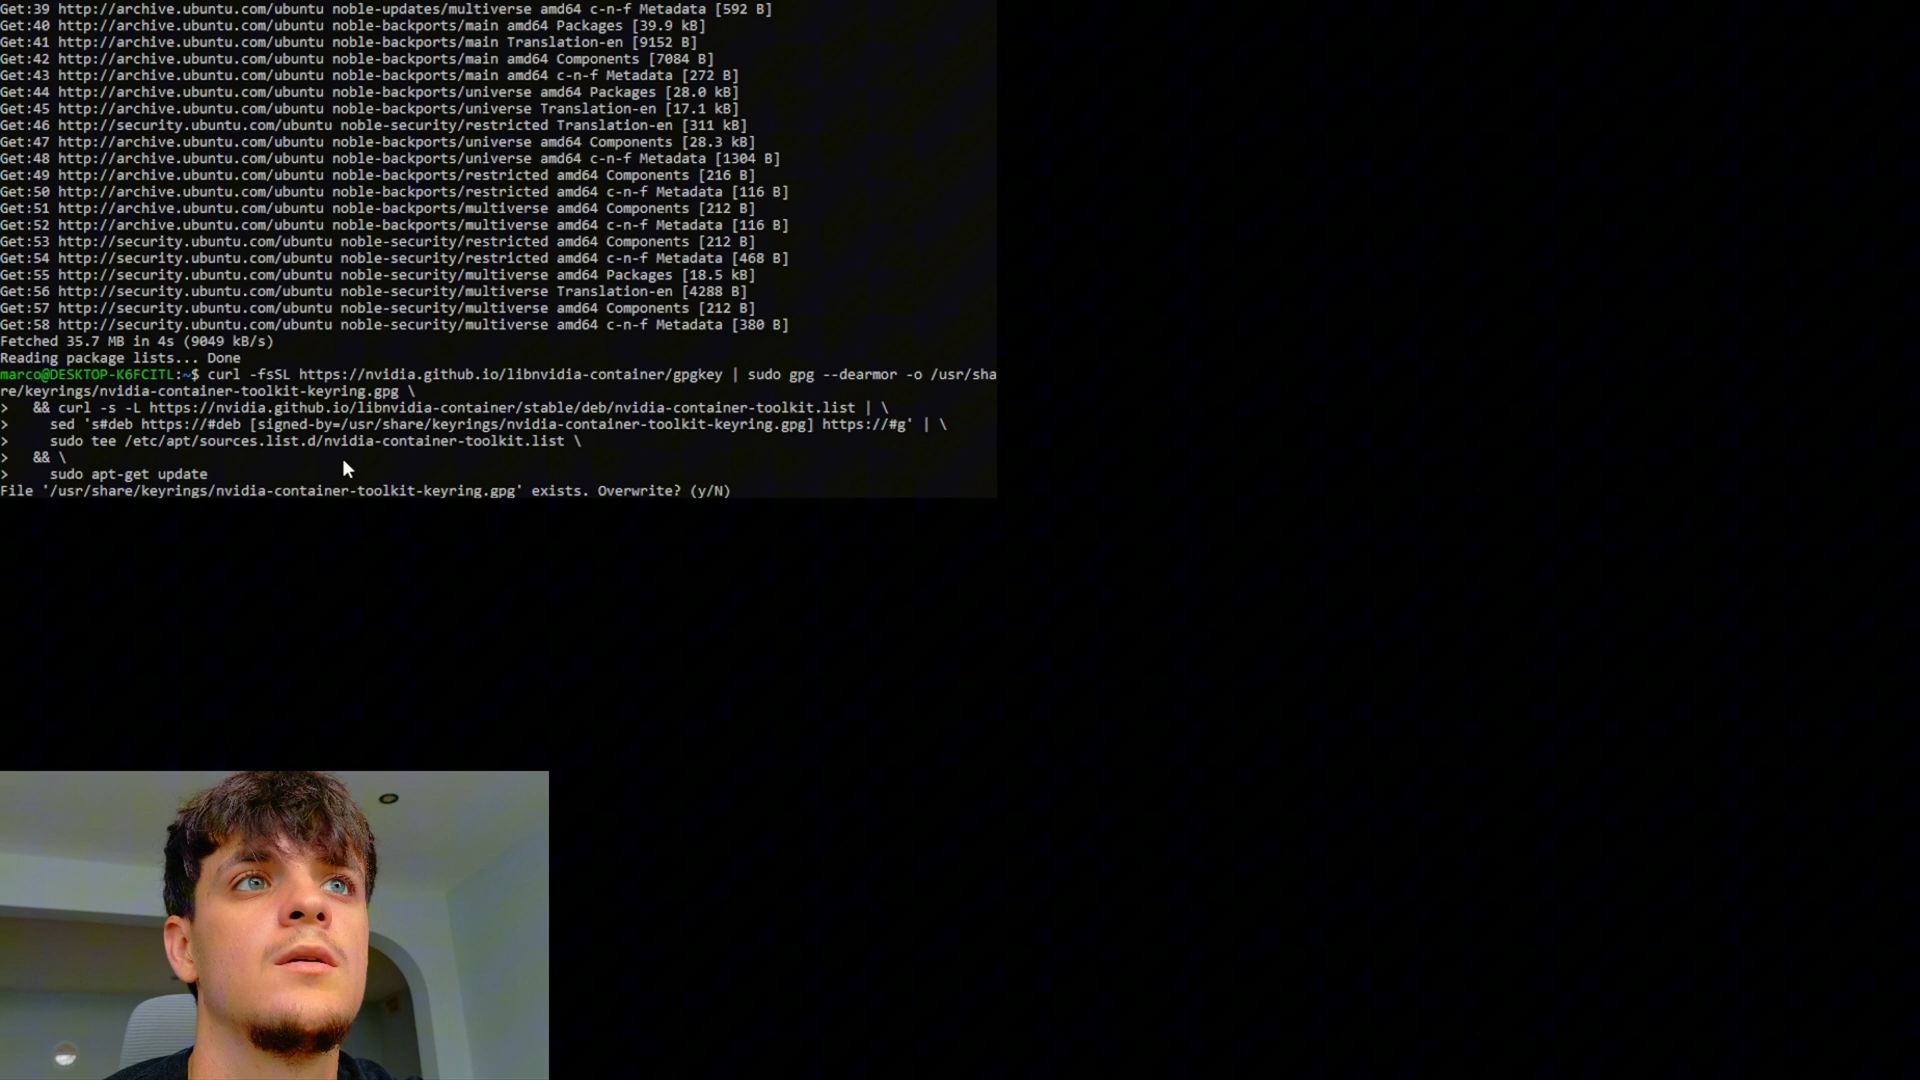 Get:39 http://archive.ubuntu.com/ubuntu noble-updates/multiverse amd64 c-n-f Metadata [592 B]
Get:40 http://archive.ubuntu.com/ubuntu noble-backports/main amd64 Packages [39.9 kB]
Get:41 http://archive.ubuntu.com/ubuntu noble-backports/main Translation-en [9152 B]
Get:42 http://archive.ubuntu.com/ubuntu noble-backports/main amd64 Components [7084 B]
Get:43 http://archive.ubuntu.com/ubuntu noble-backports/main amd64 c-n-f Metadata [272 B]
Get:44 http://archive.ubuntu.com/ubuntu noble-backports/universe amd64 Packages [28.0 kB]
Get:45 http://archive.ubuntu.com/ubuntu noble-backports/universe Translation-en [17.1 kB]
Get:46 http://security.ubuntu.com/ubuntu noble-security/restricted Translation-en [311 kB]
Get:47 http://archive.ubuntu.com/ubuntu noble-backports/universe amd64 Components [28.3 kB]
Get:48 http://archive.ubuntu.com/ubuntu noble-backports/universe amd64 c-n-f Metadata [1304 B]
Get:49 http://archive.ubuntu.com/ubuntu noble-backports/restricted amd64 Components [216 B]
Get:50 http://archive.ubuntu.com/ubuntu noble-backports/restricted amd64 c-n-f Metadata [116 B]
Get:51 http://archive.ubuntu.com/ubuntu noble-backports/multiverse amd64 Components [212 B]
Get:52 http://archive.ubuntu.com/ubuntu noble-backports/multiverse amd64 c-n-f Metadata [116 B]
Get:53 http://security.ubuntu.com/ubuntu noble-security/restricted amd64 Components [212 B]
Get:54 http://security.ubuntu.com/ubuntu noble-security/restricted amd64 c-n-f Metadata [468 B]
Get:55 http://security.ubuntu.com/ubuntu noble-security/multiverse amd64 Packages [18.5 kB]
Get:56 http://security.ubuntu.com/ubuntu noble-security/multiverse Translation-en [4288 B]
Get:57 http://security.ubuntu.com/ubuntu noble-security/multiverse amd64 Components [212 B]
Get:58 http://security.ubuntu.com/ubuntu noble-security/multiverse amd64 c-n-f Metadata [380 B]
Fetched 35.7 MB in 4s (9049 kB/s)
Reading package lists... Done
marco@DESKTOP-K6FCITL:~$ curl -fsSL https://nvidia.github.io/libnvidia-container/gpgkey | sudo gpg --dearmor -o /usr/sha
re/keyrings/nvidia-container-toolkit-keyring.gpg \
>   && curl -s -L https://nvidia.github.io/libnvidia-container/stable/deb/nvidia-container-toolkit.list | \
>     sed 's#deb https://#deb [signed-by=/usr/share/keyrings/nvidia-container-toolkit-keyring.gpg] https://#g' | \
>     sudo tee /etc/apt/sources.list.d/nvidia-container-toolkit.list \
>   && \
>     sudo apt-get update
File '/usr/share/keyrings/nvidia-container-toolkit-keyring.gpg' exists. Overwrite? (y/N)